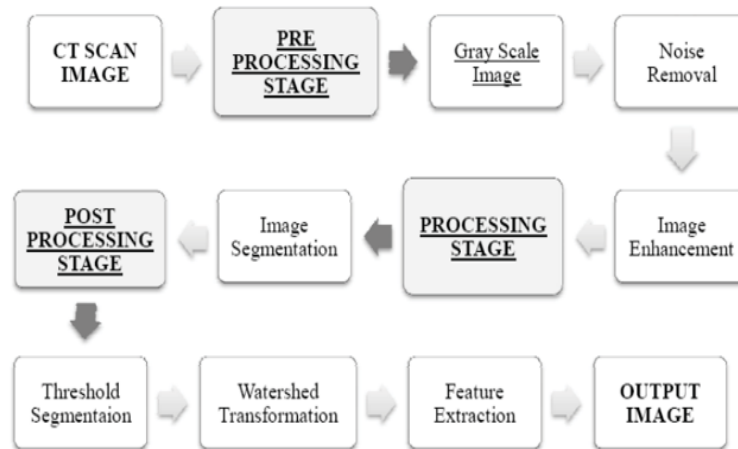 CT SCAN
IMAGE
PRE
PROCESSING
STAGE
Gray Scale
Image
Noise
Removal
POST
PROCESSING
STAGE
Image
Segmentation
PROCESSING
STAGE
Image
Enhancement
Threshold
Segmentaion
Watershed
Transformation
Feature
Extraction
OUTPUT
IMAGE